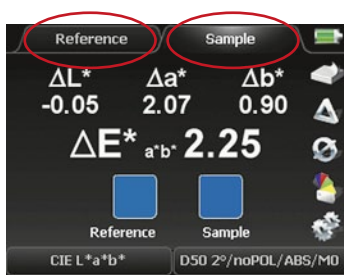 Reference Sample
ΔL* Δa* Δb*
-0.05 2.07 0.90
ΔE* a*b* 2.25
Reference Sample
CIE L*a*b* D50 2°/noPOL/ABS/M0